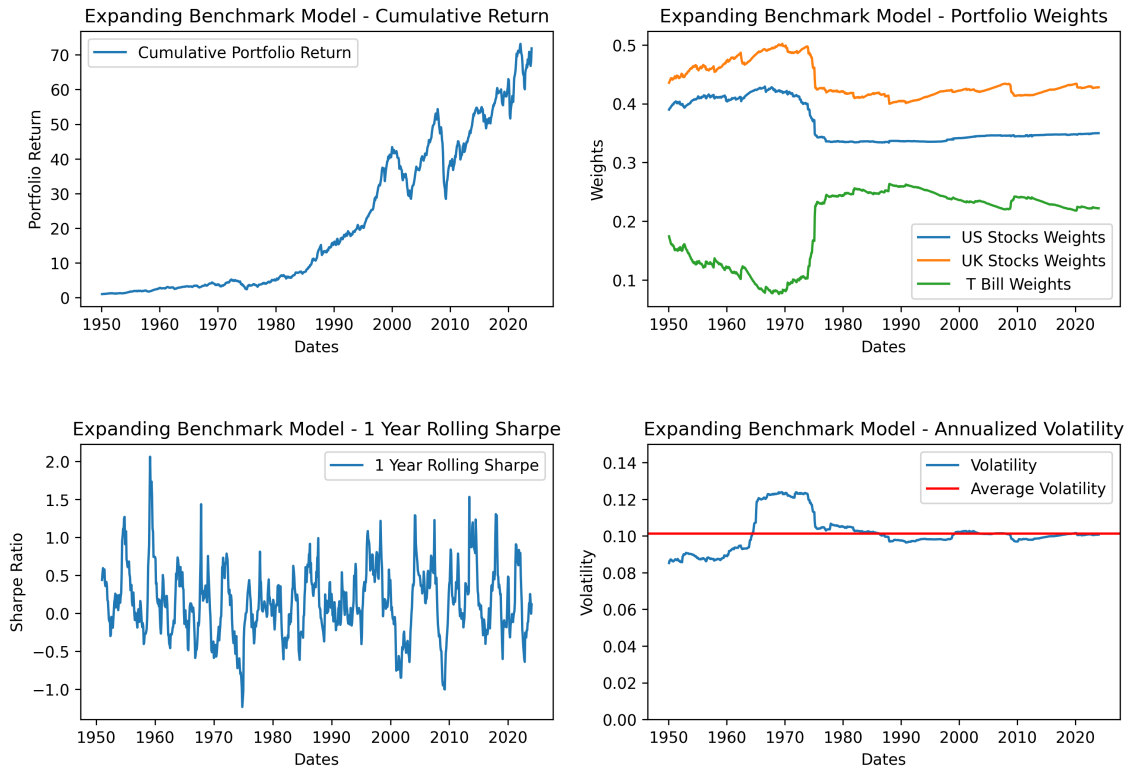 Expanding Benchmark Model - Cumulative Return
Cumulative Portfolio Return
Portfolio Return
70
60
50
40
30
20
10
0
1950 1960 1970 1980 1990 2000 2010 2020
Dates
Expanding Benchmark Model - Portfolio Weights
Weights
0.5
0.4
0.3
0.2
0.1
US Stocks Weights
UK Stocks Weights
T Bill Weights
1950 1960 1970 1980 1990 2000 2010 2020
Dates
Expanding Benchmark Model - 1 Year Rolling Sharpe
1 Year Rolling Sharpe
Sharpe Ratio
2.0
1.5
1.0
0.5
0.0
−0.5
−1.0
1950 1960 1970 1980 1990 2000 2010 2020
Dates
Expanding Benchmark Model - Annualized Volatility
Volatility
Average Volatility
Volatility
0.14
0.12
0.10
0.08
0.06
0.04
0.02
0.00
1950 1960 1970 1980 1990 2000 2010 2020
Dates